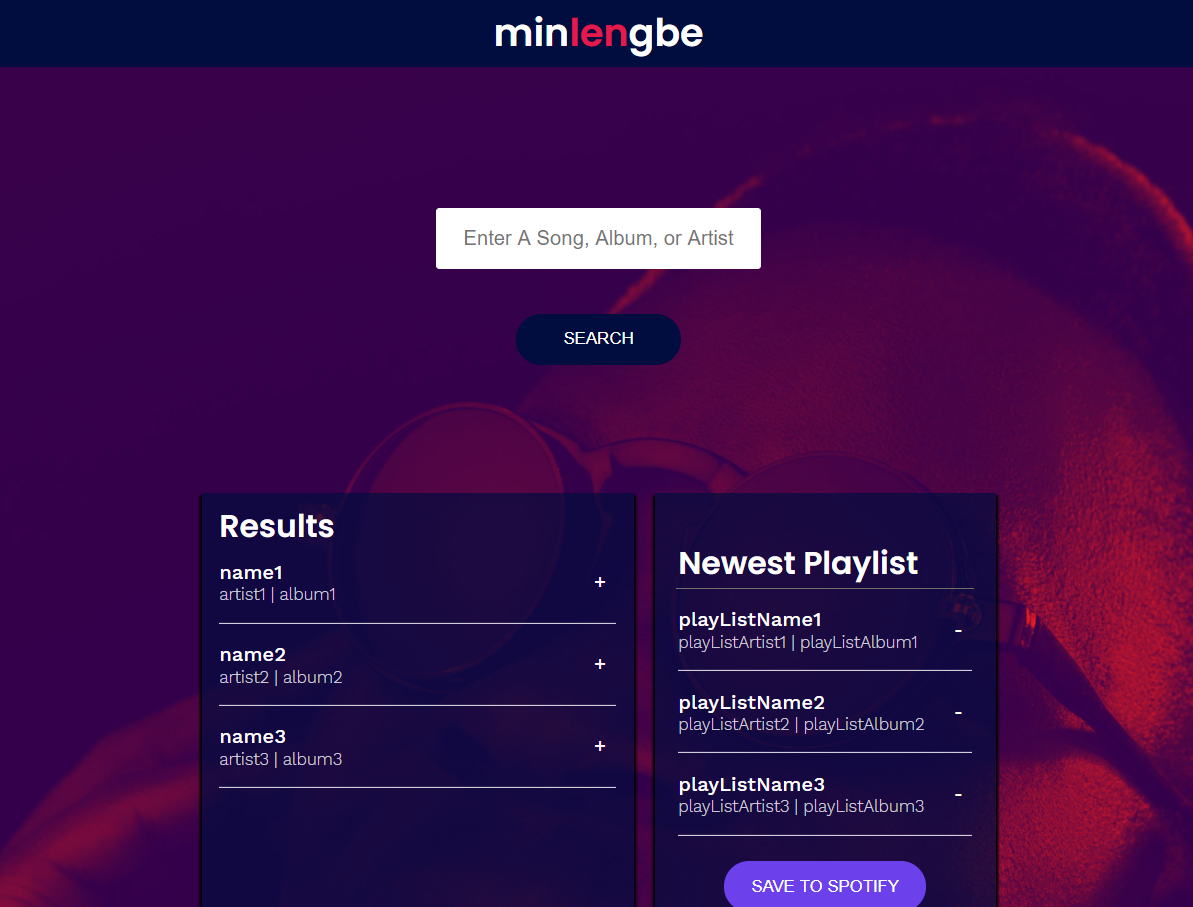 minlengbe
Enter A Song, Album, or Artist
SEARCH
Results
name1
artist1 | album1
+
name2
artist2 | album2
+
name3
artist3 | album3
+
Newest Playlist
playListName1
playListArtist1 | playListAlbum1
-
playListName2
playListArtist2 | playListAlbum2
-
playListName3
playListArtist3 | playListAlbum3
-
SAVE TO SPOTIFY